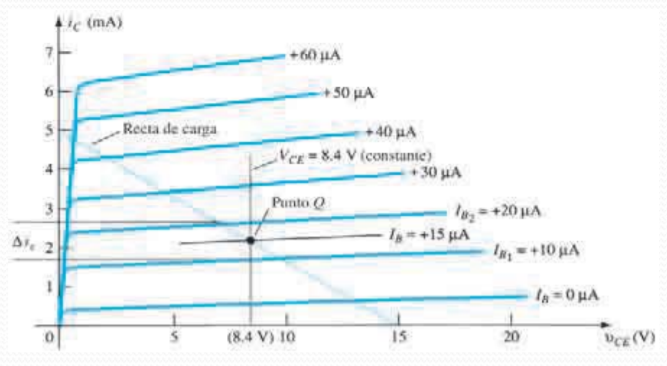 i_C (mA)
7
6
5
4
3
2
1
0
Δi_c
+60 μA
+50 μA
+40 μA
Recta de carga
V_CE = 8.4 V (constante)
+30 μA
Punto Q
I_B2 = +20 μA
I_B = +15 μA
I_B1 = +10 μA
I_B = 0 μA
5
(8.4 V) 10
15
20
υ_CE (V)